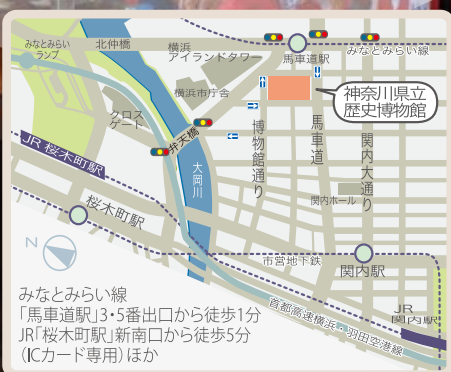 みなとみらい
ランプ
北仲橋
横浜
アイランドタワー
馬車道駅
みなとみらい線
横浜市庁舎
神奈川県立
歴史博物館
クロス
ゲート
弁天橋
JR 桜木町駅
大岡川
博物館通り
馬車道
関内大通り
関内ホール
桜木町駅
N
市営地下鉄
関内駅
首都高速横浜・羽田空港線
JR
関内駅
みなとみらい線
「馬車道駅」3・5番出口から徒歩1分
JR「桜木町駅」新南口から徒歩5分
（ICカード専用）ほか